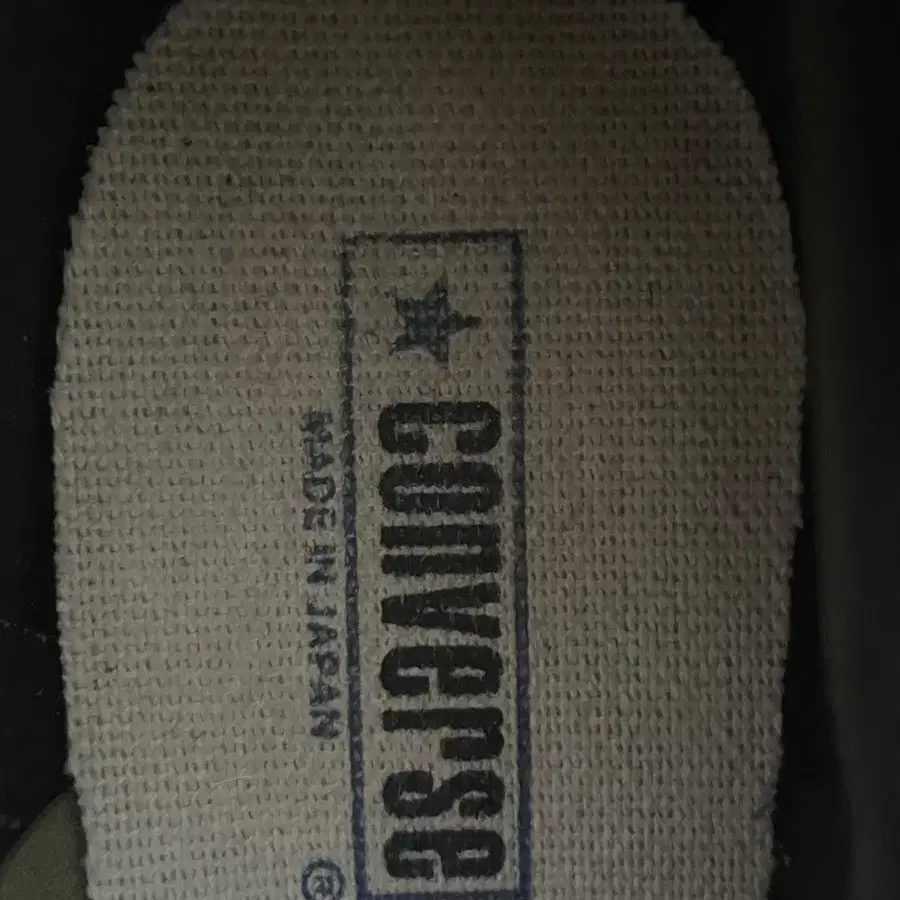 ★ CONVERSE
MADE IN JAPAN
®